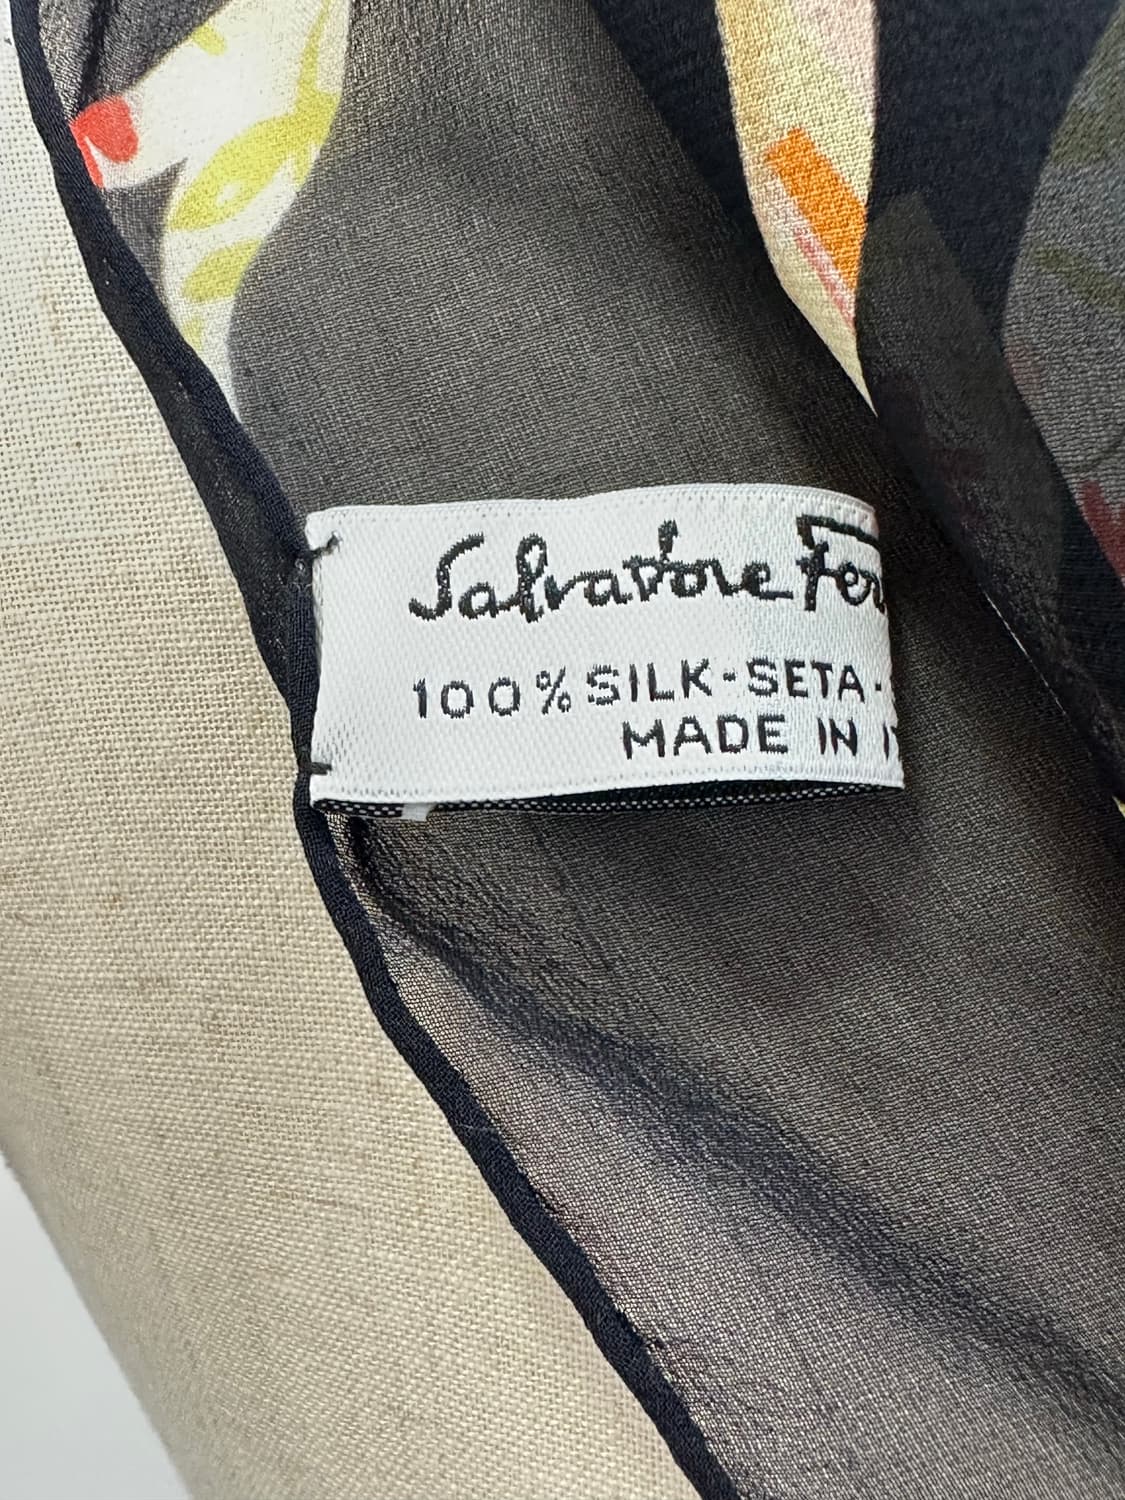 Salvatore Fer
100% SILK-SETA-
MADE IN I